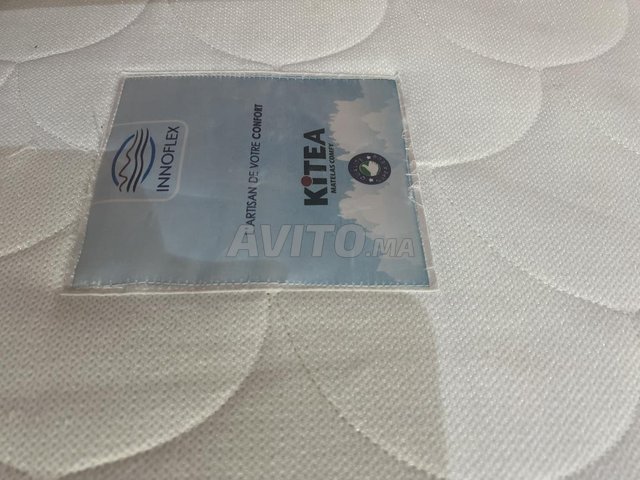 INNOFLEX
L'ARTISAN DE VOTRE CONFORT
KiTEA
MATELAS COMFY
AVITO.MA